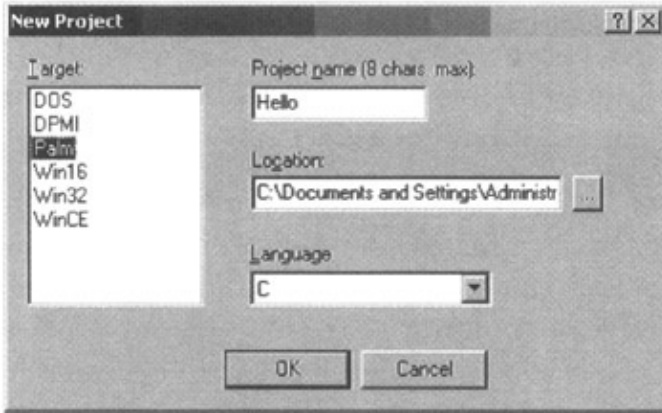 New Project
Target:
DOS
DPMI
Palm
Win16
Win32
WinCE
Project name (8 chars max):
Hello
Location:
C:\Documents and Settings\Administr
...
Language
C
OK
Cancel